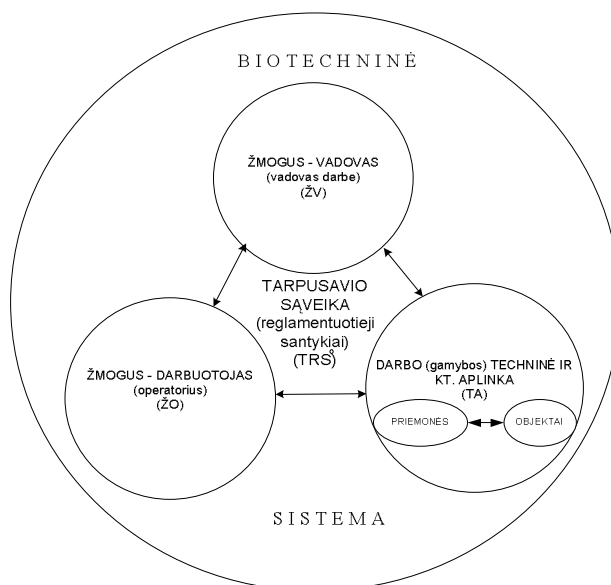 BIOTECHNINĖ
ŽMOGUS - VADOVAS
(vadovas darbe)
(ŽV)
TARPUSAVIO
SĄVEIKA
(reglamentuotieji
santykiai)
(TRS°)
ŽMOGUS - DARBUOTOJAS
(operatorius)
(ŽO)
DARBO (gamybos) TECHNINĖ IR
KT. APLINKA
(TA)
PRIEMONĖS
OBJEKTAI
SISTEMA